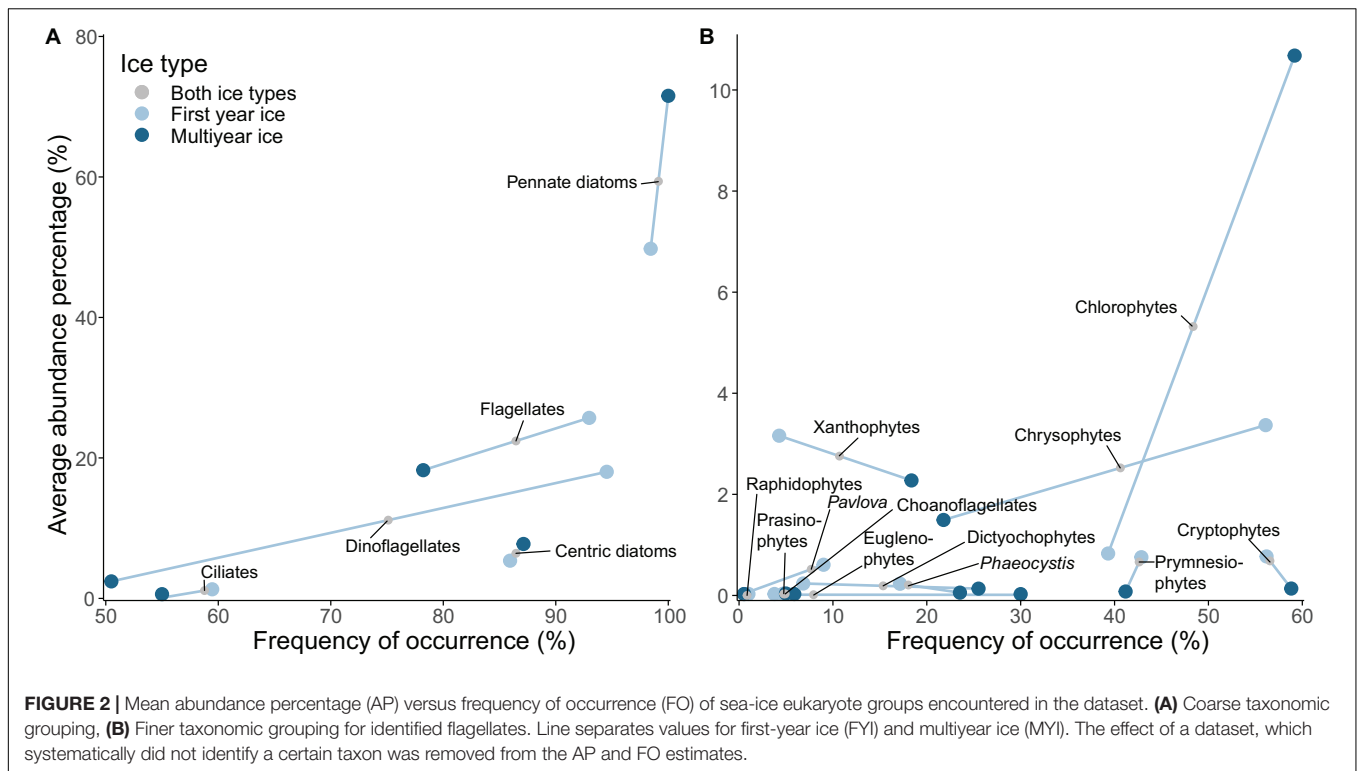 A
80
60
40
20
0
Average abundance percentage (%)
Ice type
Both ice types
First year ice
Multiyear ice
Pennate diatoms
Flagellates
Dinoflagellates
Centric diatoms
Ciliates
50
60
70
80
90
100
Frequency of occurrence (%)
B
10
8
6
4
2
0
Chlorophytes
Xanthophytes
Chrysophytes
Raphidophytes
Pavlova
Choanoflagellates
Prasino-
phytes
Eugleno-
phytes
Dictyochophytes
Phaeocystis
Cryptophytes
Prymnesio-
phytes
0
10
20
30
40
50
60
Frequency of occurrence (%)
FIGURE 2 | Mean abundance percentage (AP) versus frequency of occurrence (FO) of sea-ice eukaryote groups encountered in the dataset. (A) Coarse taxonomic
grouping, (B) Finer taxonomic grouping for identified flagellates. Line separates values for first-year ice (FYI) and multiyear ice (MYI). The effect of a dataset, which
systematically did not identify a certain taxon was removed from the AP and FO estimates.